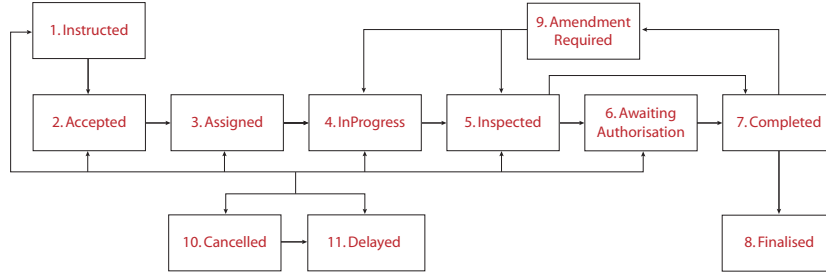 1. Instructed
9. Amendment
Required
2. Accepted
3. Assigned
4. InProgress
5. Inspected
6. Awaiting
Authorisation
7. Completed
10. Cancelled
11. Delayed
8. Finalised